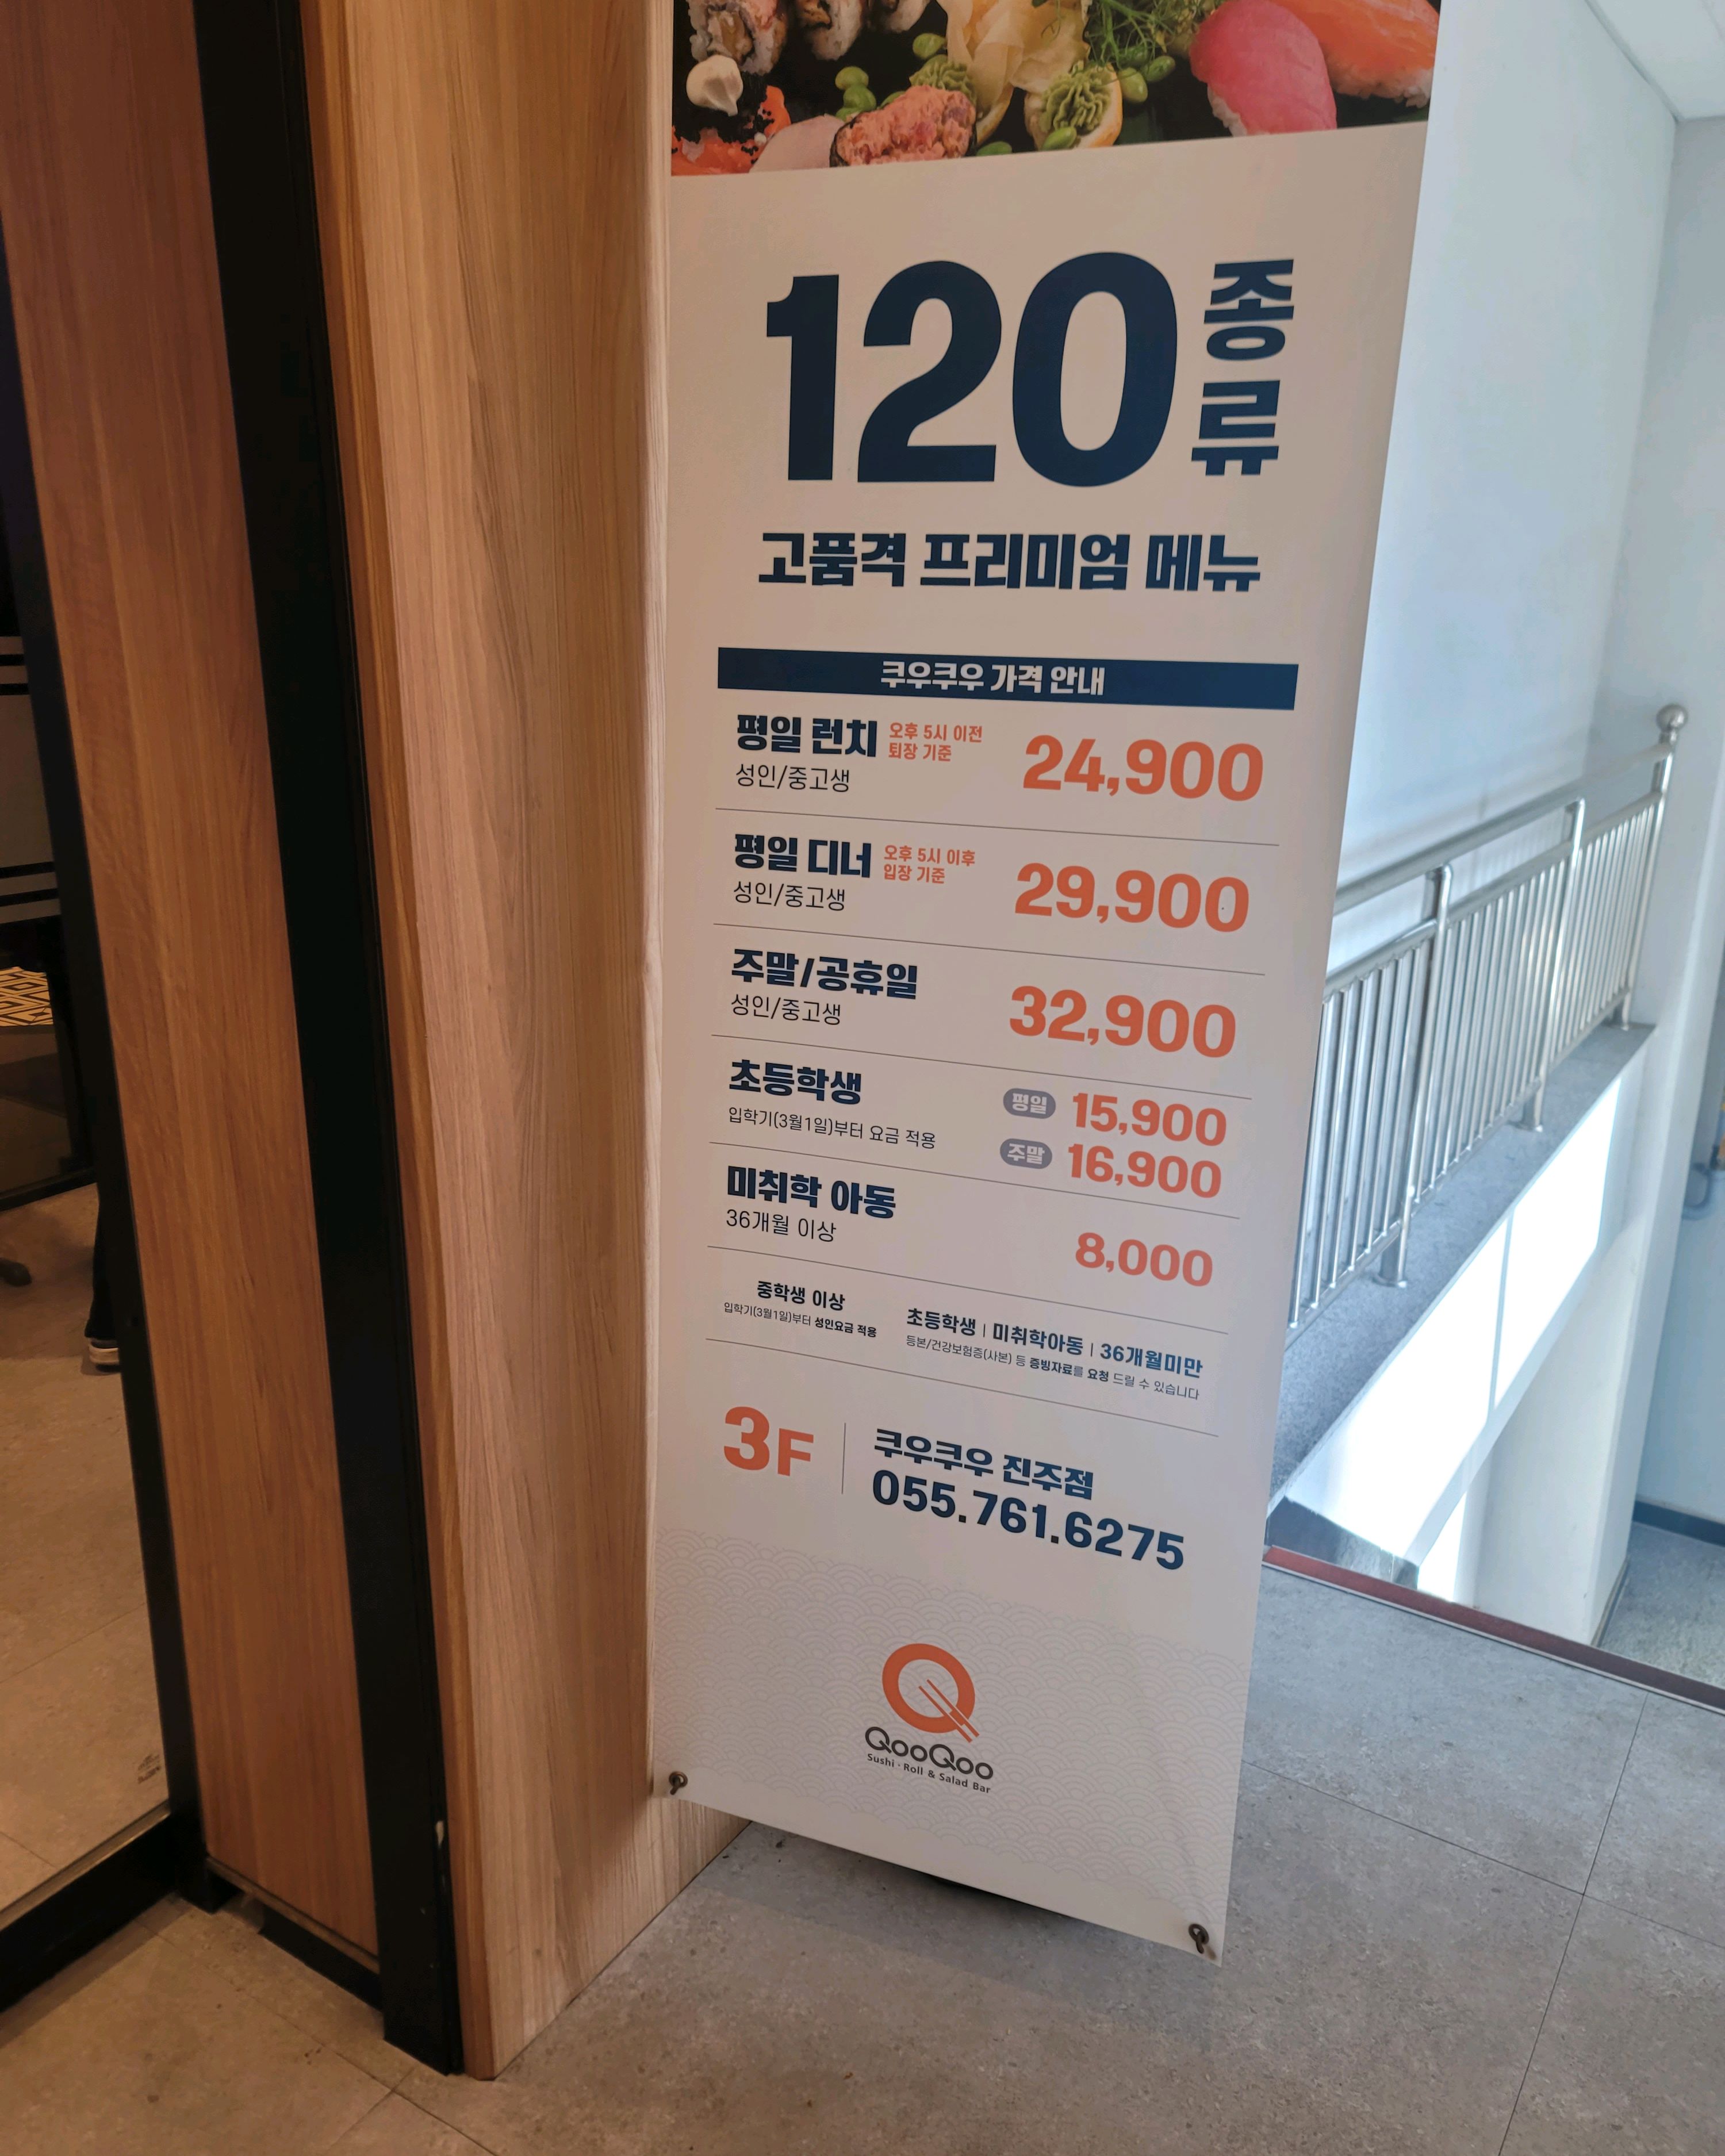 120 종류
고품격 프리미엄 메뉴
쿠우쿠우 가격 안내
평일 런치 오후 5시 이전 퇴장 기준
성인/중고생
24,900
평일 디너 오후 5시 이후 입장 기준
성인/중고생
29,900
주말/공휴일
성인/중고생
32,900
초등학생
입학기(3월1일)부터 요금 적용
평일 15,900
주말 16,900
미취학 아동
36개월 이상
8,000
중학생 이상
입학기(3월1일)부터 성인요금 적용
초등학생 | 미취학아동 | 36개월미만
등본/건강보험증(사본) 등 증빙자료를 요청 드릴 수 있습니다
3F
쿠우쿠우 진주점
055.761.6275
QooQoo
Sushi · Roll & Salad Bar